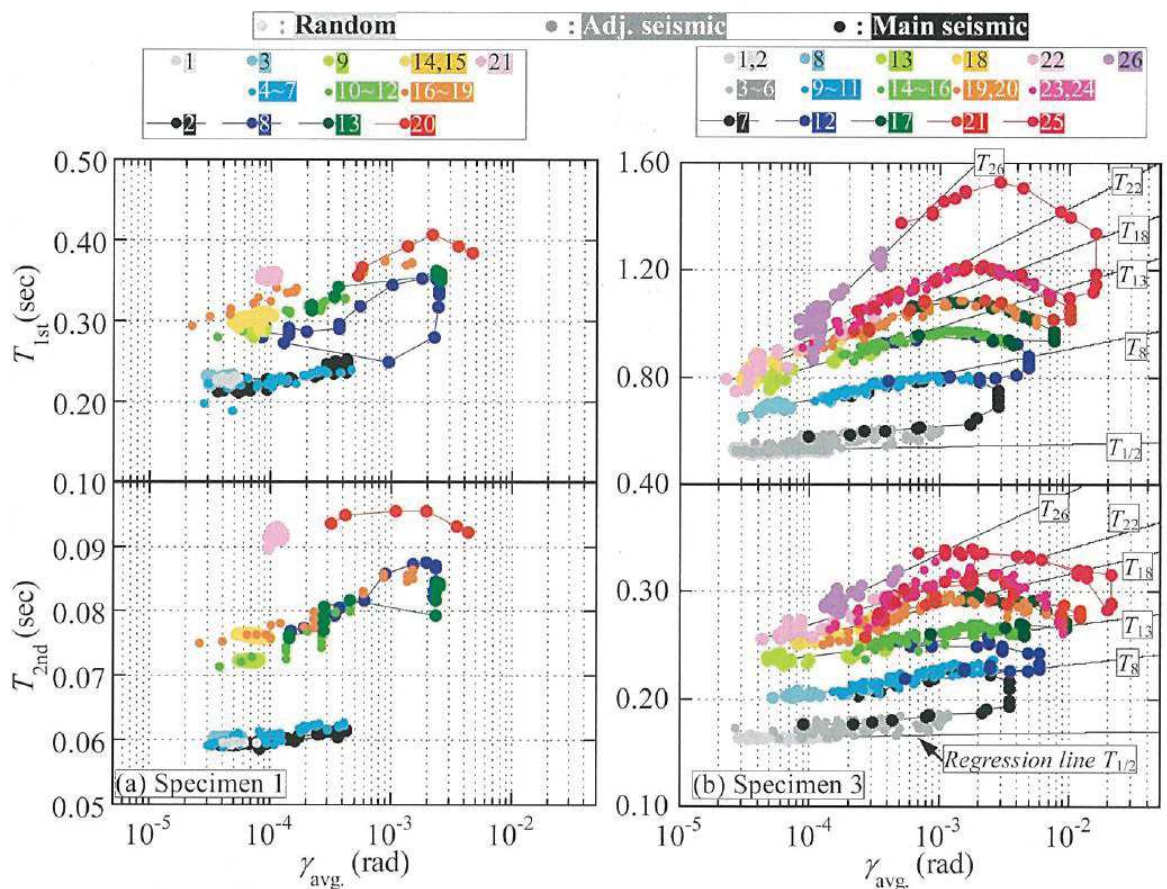 : Random : Adj. seismic : Main seismic
1 3 9 14,15 21
4~7 10~12 16~19
2 8 13 20
1,2 8 13 18 22 26
3~6 9~11 14~16 19,20 23,24
7 12 17 21 25
0.50
0.40
0.30
0.20
0.10
T1st (sec)
1.60
1.20
0.80
0.40
T26
T22
T18
T13
T8
T1/2
0.09
0.08
0.07
0.06
0.05
T2nd (sec)
(a) Specimen 1
0.30
0.20
0.10
T26
T22
T18
T13
T8
Regression line T1/2
(b) Specimen 3
10-5 10-4 10-3 10-2
γavg. (rad)
10-5 10-4 10-3 10-2
γavg. (rad)